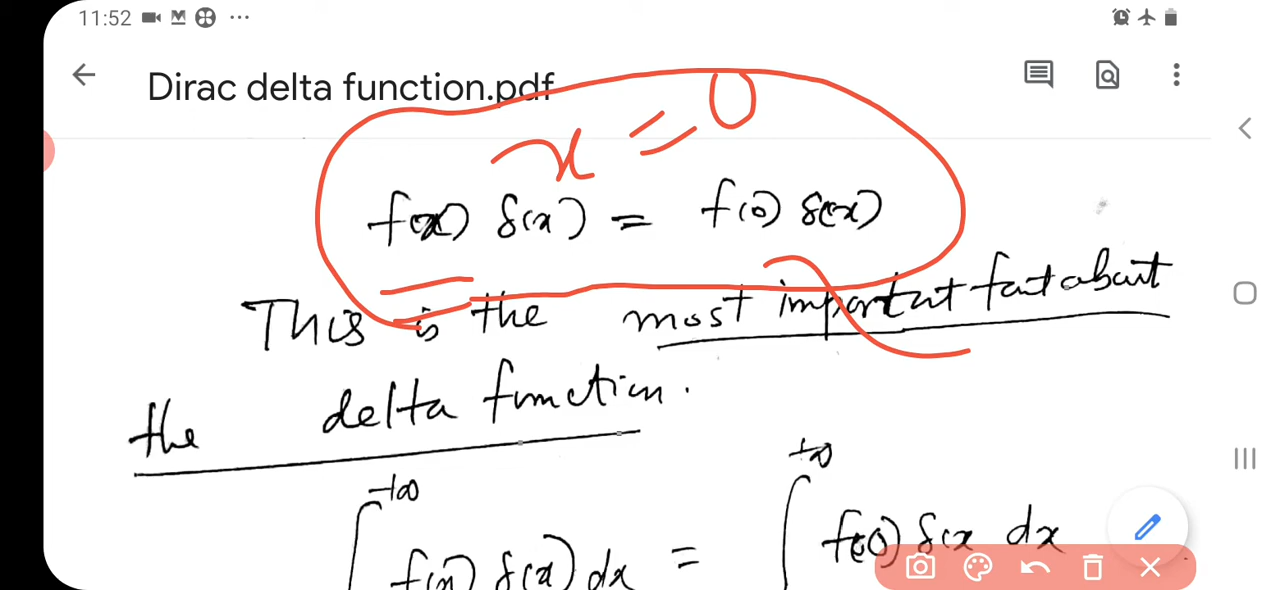 11:52
Dirac delta function.pdf
x = 0
f(x) δ(x) = f(0) δ(x)
This is the most important fact about
the delta function.
∫ +∞ f(x) δ(x) dx = ∫ +∞ f(0) δ(x dx